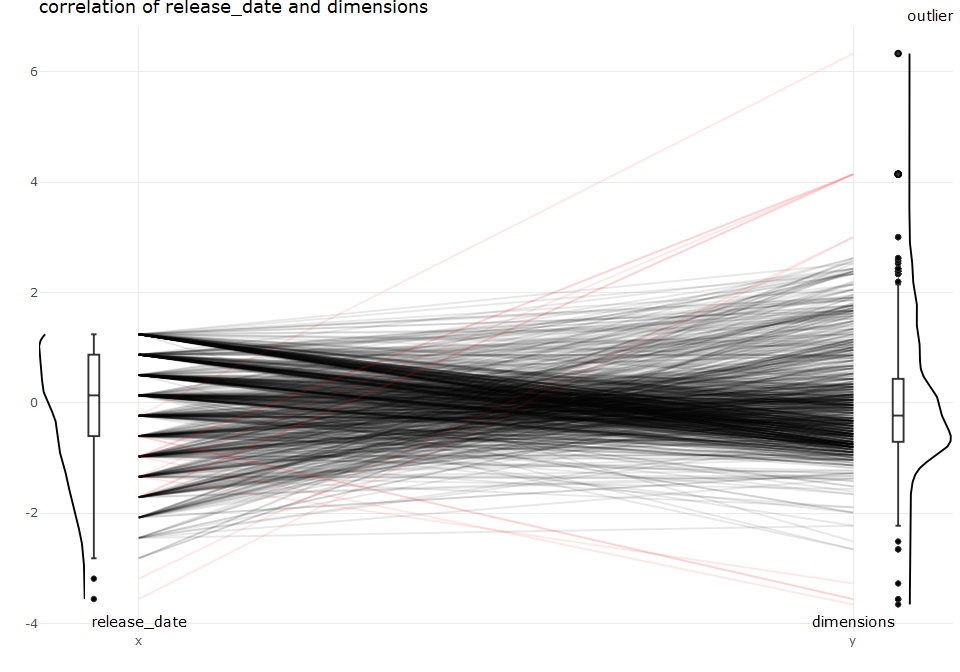 correlation of release_date and dimensions
outlier
6
4
2
0
-2
-4
release_date
dimensions
x
y